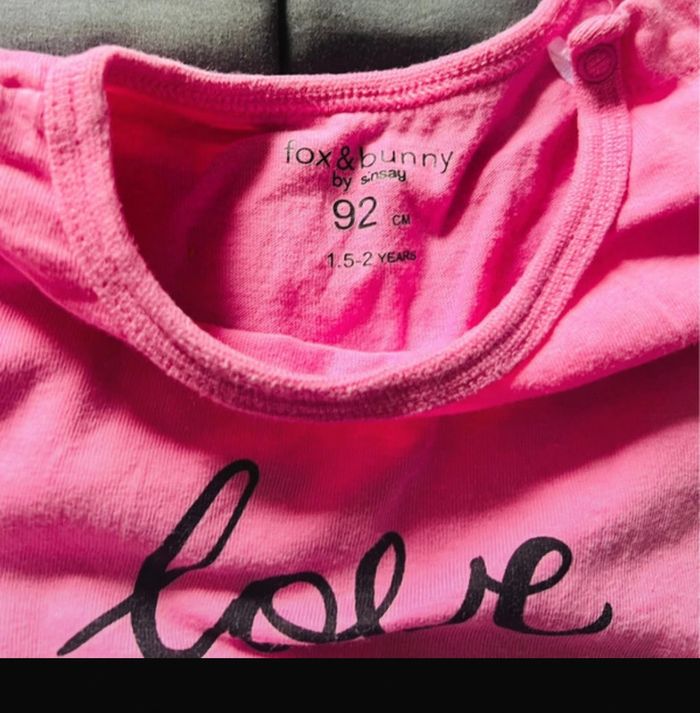 fox&bunny
by sinsay
92 CM
1.5-2 YEARS
love